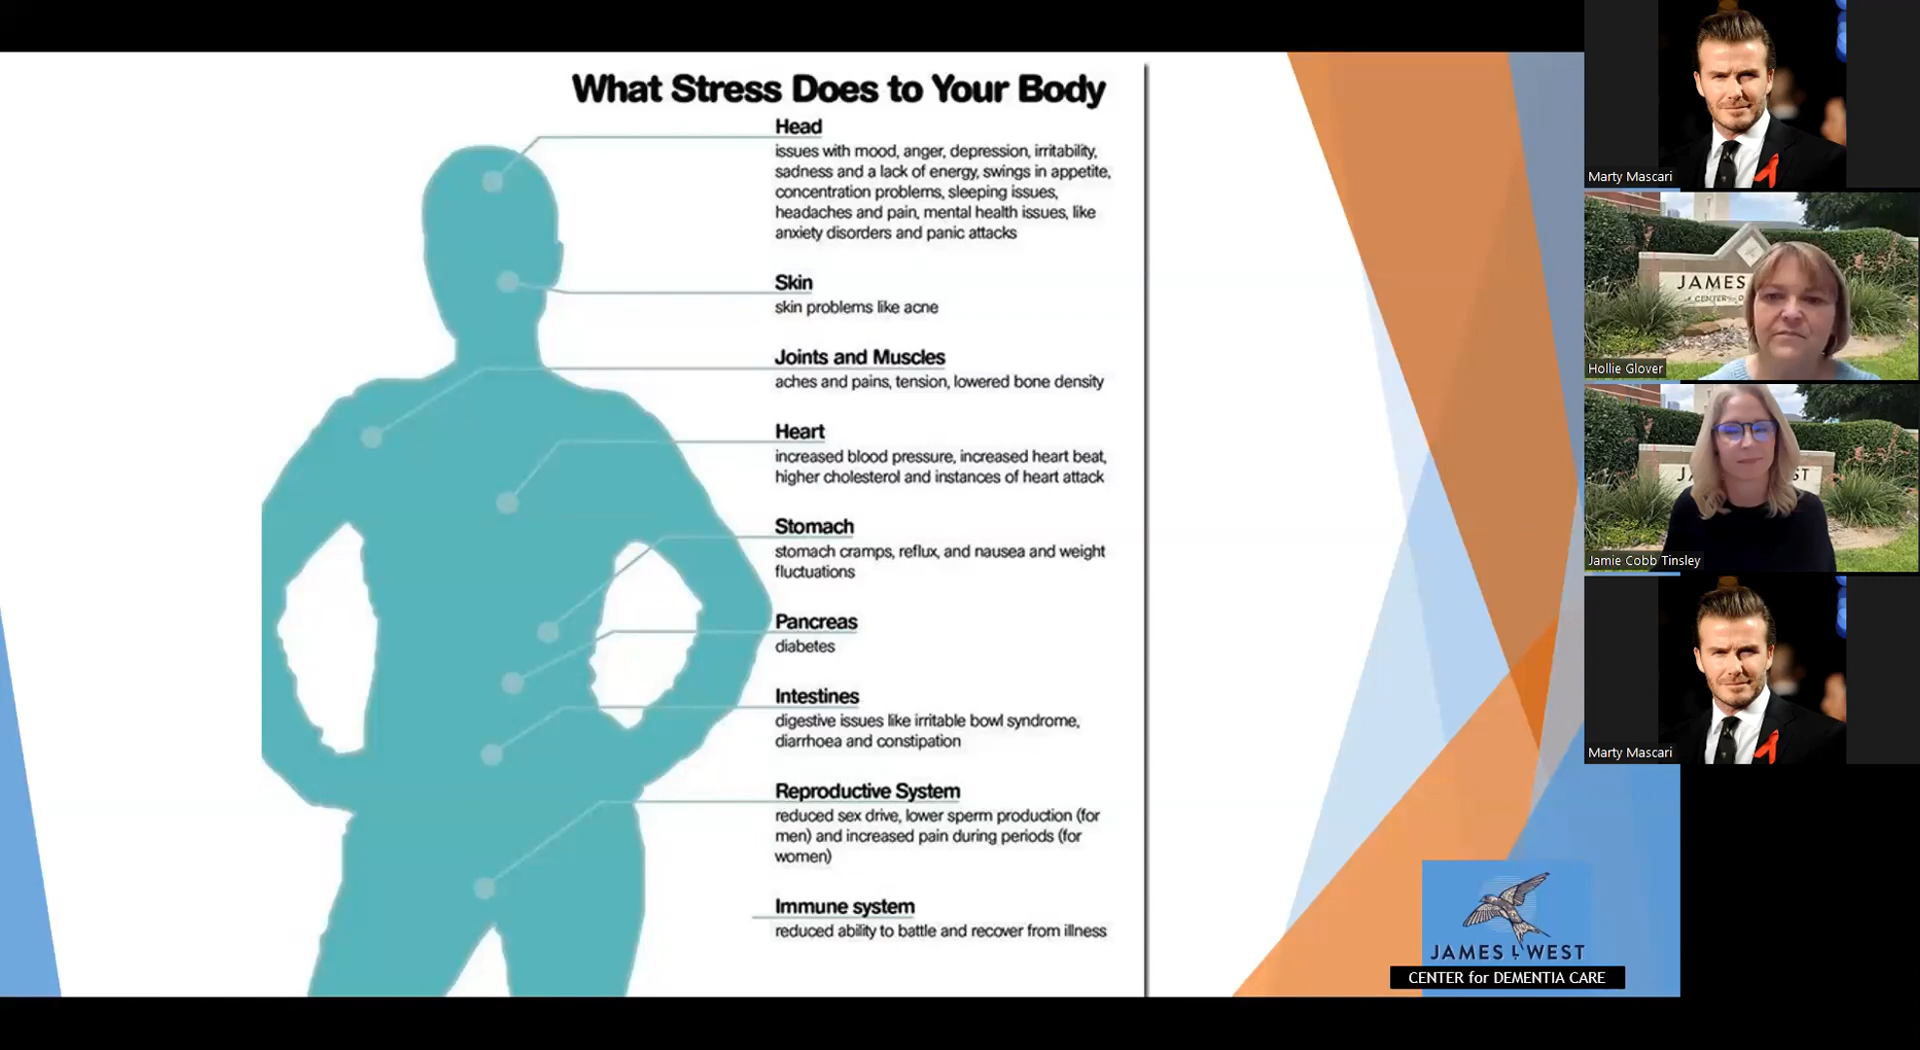 What Stress Does to Your Body
Head
issues with mood, anger, depression, irritability,
sadness and a lack of energy, swings in appetite,
concentration problems, sleeping issues,
headaches and pain, mental health issues, like
anxiety disorders and panic attacks
Skin
skin problems like acne
Joints and Muscles
aches and pains, tension, lowered bone density
Heart
increased blood pressure, increased heart beat,
higher cholesterol and instances of heart attack
Stomach
stomach cramps, reflux, and nausea and weight
fluctuations
Pancreas
diabetes
Intestines
digestive issues like irritable bowl syndrome,
diarrhoea and constipation
Reproductive System
reduced sex drive, lower sperm production (for
men) and increased pain during periods (for
women)
Immune system
reduced ability to battle and recover from illness
JAMES L WEST
CENTER for DEMENTIA CARE
Marty Mascari
JAMES
Hollie Glover
Jamie Cobb Tinsley
Marty Mascari